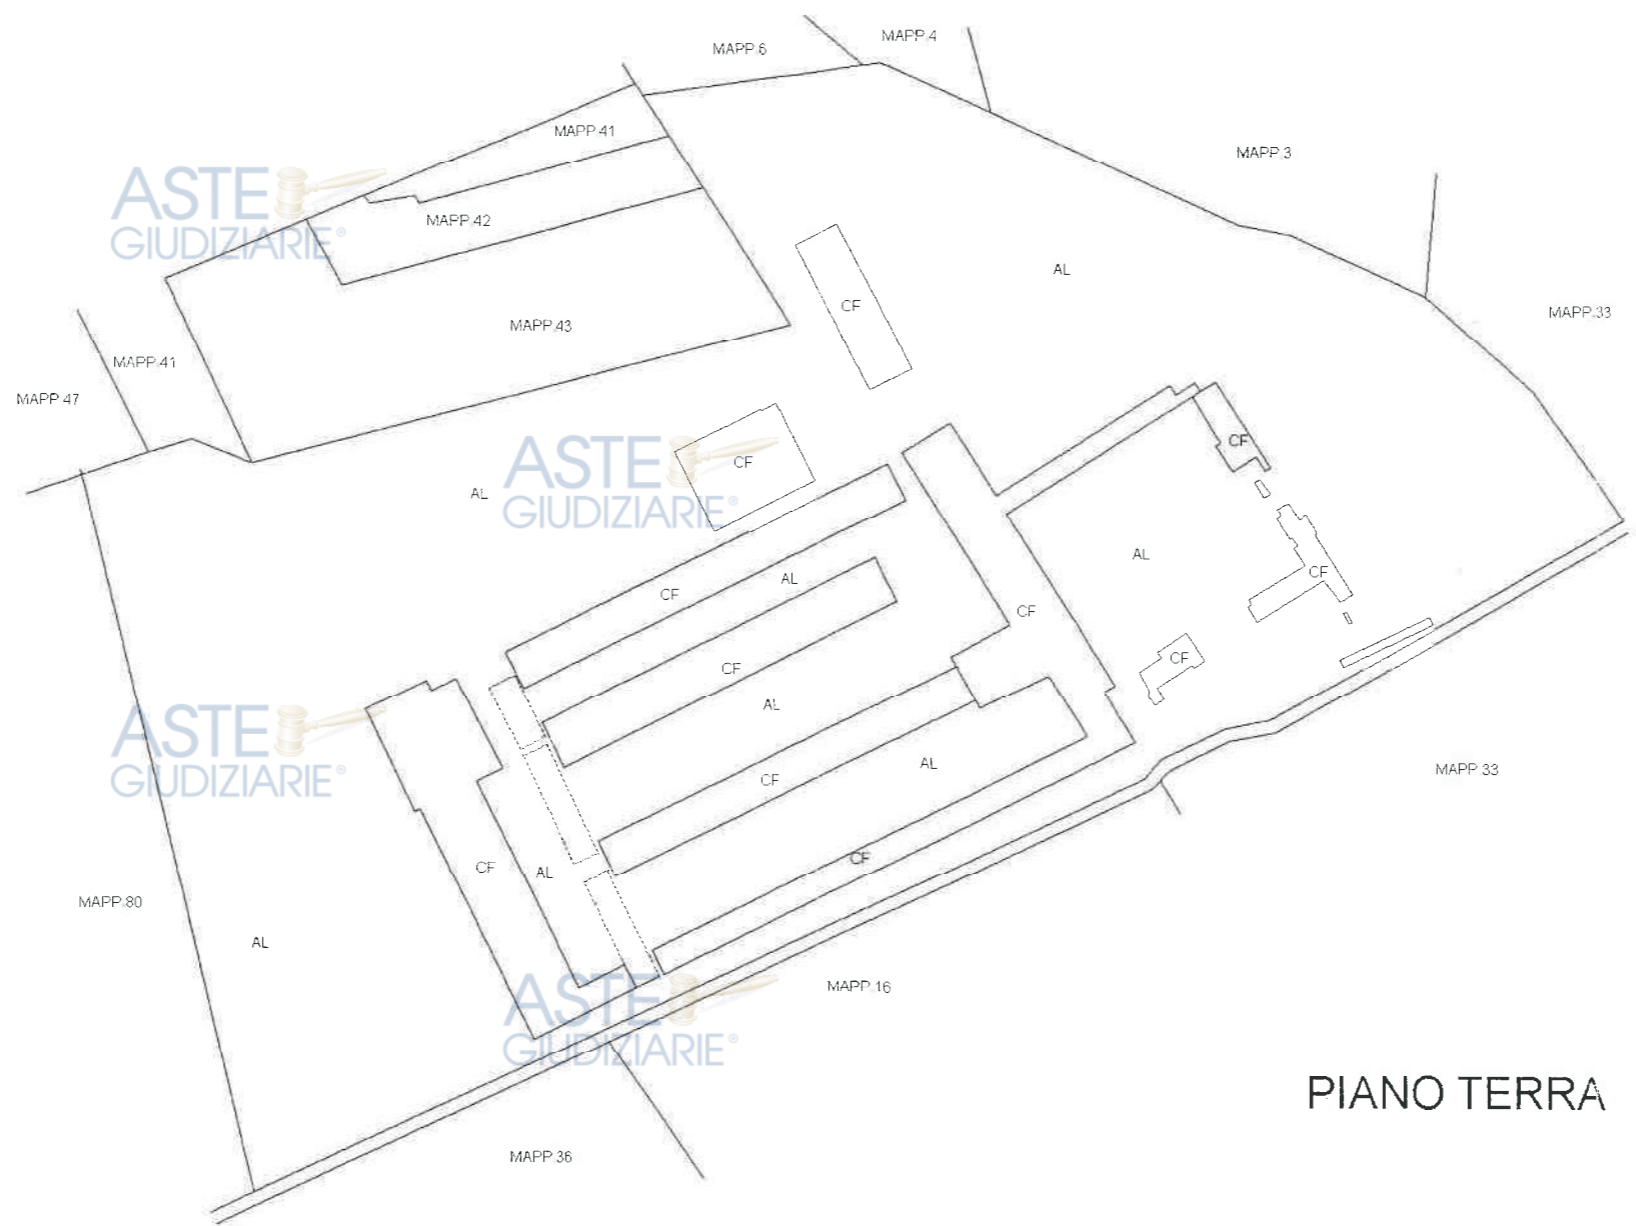 MAPP.6
MAPP.4
MAPP.41
MAPP.3
ASTE
GIUDIZIARIE®
MAPP.42
AL
CF
MAPP.33
MAPP.43
MAPP.41
MAPP.47
CF
ASTE
GIUDIZIARIE®
CF
AL
AL
CF
AL
CF
CF
CF
CF
AL
ASTE
GIUDIZIARIE®
AL
CF
MAPP.33
CF
CF
AL
MAPP.80
AL
ASTE
GIUDIZIARIE®
MAPP.16
PIANO TERRA
MAPP.36